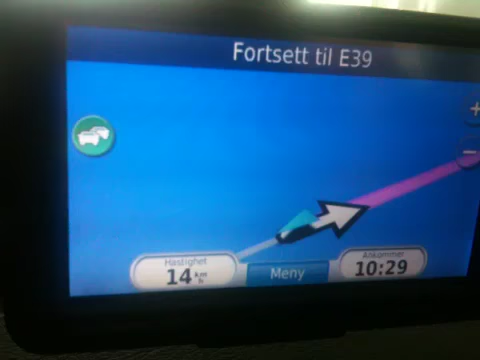 Fortsett til E39
+
−
Hastighet
14 km/h
Meny
Ankommer
10:29